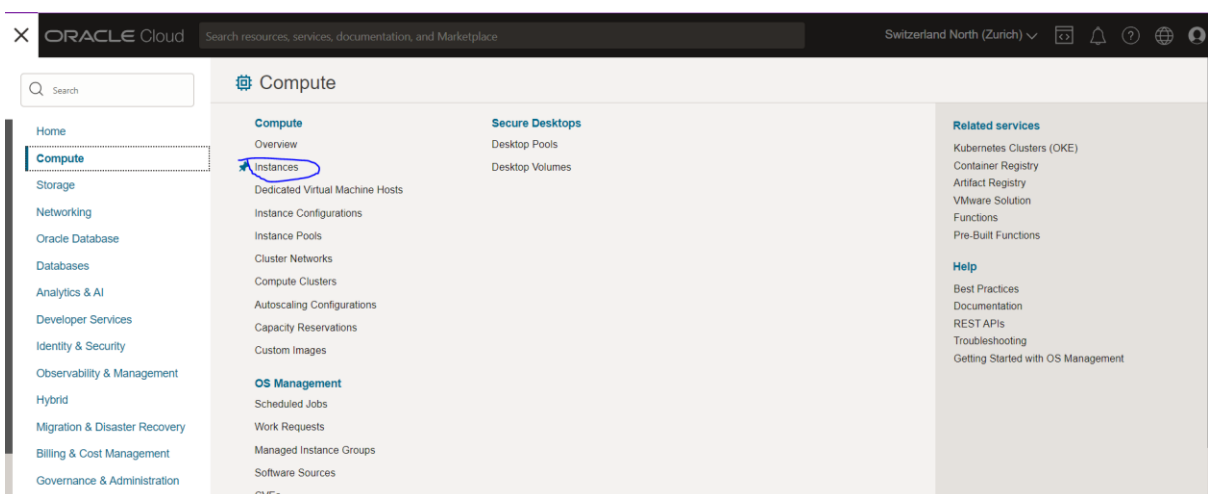 ORACLE Cloud
Search resources, services, documentation, and Marketplace
Switzerland North (Zurich)
Search
Home
Compute
Storage
Networking
Oracle Database
Databases
Analytics & AI
Developer Services
Identity & Security
Observability & Management
Hybrid
Migration & Disaster Recovery
Billing & Cost Management
Governance & Administration
Compute
Compute
Overview
Instances
Dedicated Virtual Machine Hosts
Instance Configurations
Instance Pools
Cluster Networks
Compute Clusters
Autoscaling Configurations
Capacity Reservations
Custom Images
OS Management
Scheduled Jobs
Work Requests
Managed Instance Groups
Software Sources
Secure Desktops
Desktop Pools
Desktop Volumes
Related services
Kubernetes Clusters (OKE)
Container Registry
Artifact Registry
VMware Solution
Functions
Pre-Built Functions
Help
Best Practices
Documentation
REST APIs
Troubleshooting
Getting Started with OS Management